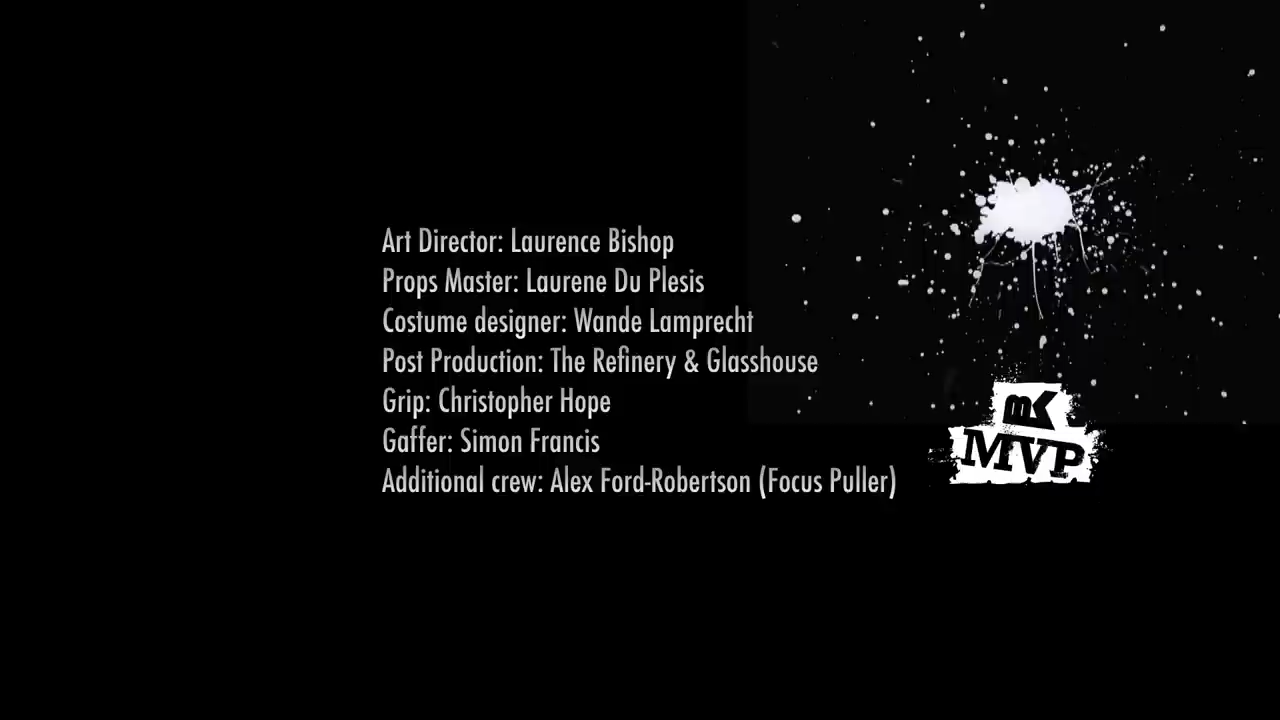 Art Director: Laurence Bishop
Props Master: Laurene Du Plesis
Costume designer: Wande Lamprecht
Post Production: The Refinery & Glasshouse
Grip: Christopher Hope
Gaffer: Simon Francis
Additional crew: Alex Ford-Robertson (Focus Puller)
mK
MVP